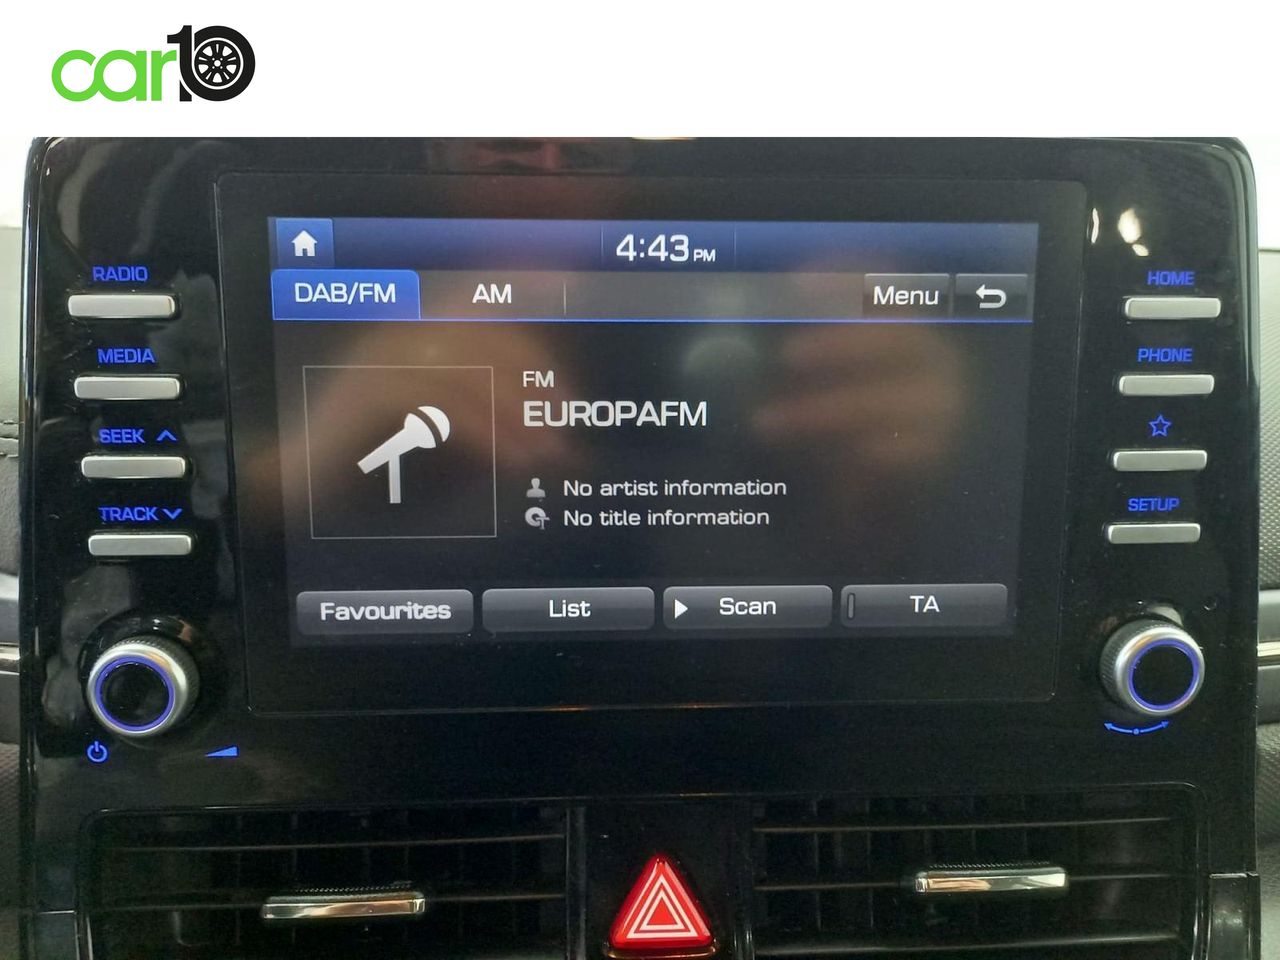 car10
4:43 PM
DAB/FM AM Menu
RADIO
MEDIA
SEEK
TRACK
FM
EUROPAFM
No artist information
No title information
Favourites List Scan TA
HOME
PHONE
SETUP